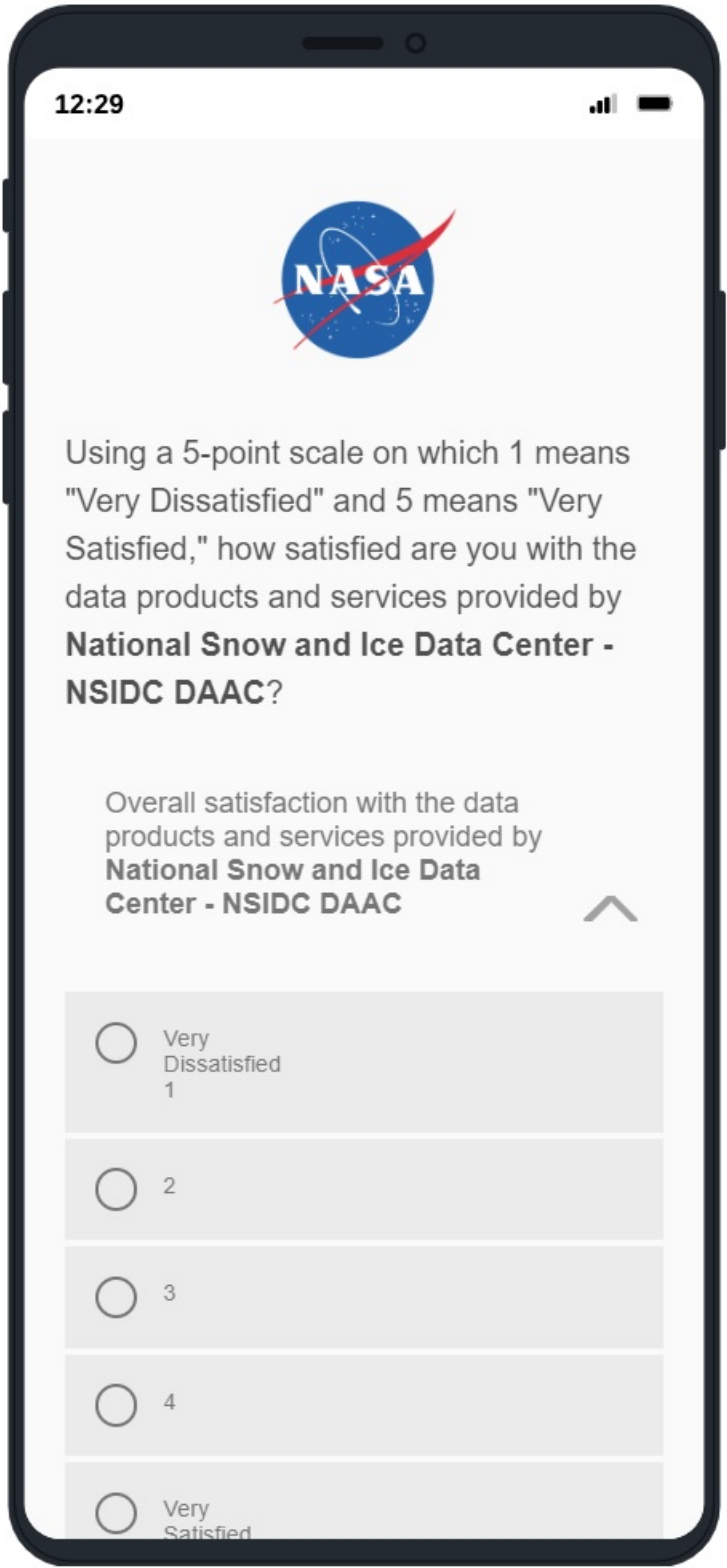 12:29
NASA
Using a 5-point scale on which 1 means
"Very Dissatisfied" and 5 means "Very
Satisfied," how satisfied are you with the
data products and services provided by
National Snow and Ice Data Center -
NSIDC DAAC?
Overall satisfaction with the data
products and services provided by
National Snow and Ice Data
Center - NSIDC DAAC
Very
Dissatisfied
1
2
3
4
Very
Satisfied